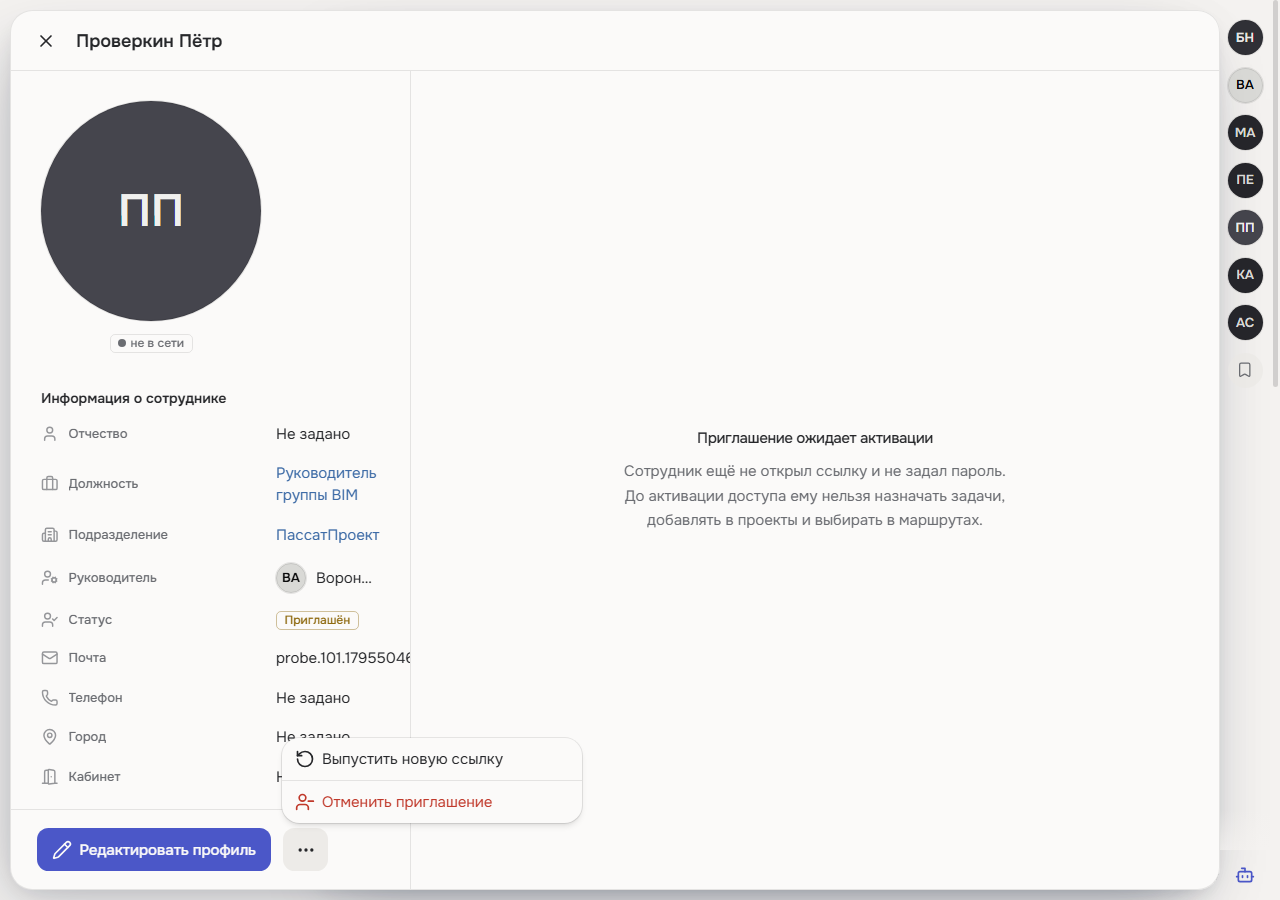 Проверкин Пётр
ПП
не в сети
Информация о сотруднике
Отчество
Не задано
Должность
Руководитель
группы BIM
Подразделение
ПассатПроект
Руководитель
ВА
Ворон...
Статус
Приглашён
Почта
probe.101.1795504
Телефон
Не задано
Город
Не задано
Кабинет
Выпустить новую ссылку
Отменить приглашение
Редактировать профиль
Приглашение ожидает активации
Сотрудник ещё не открыл ссылку и не задал пароль.
До активации доступа ему нельзя назначать задачи,
добавлять в проекты и выбирать в маршрутах.
БН
ВА
МА
ПЕ
ПП
КА
АС